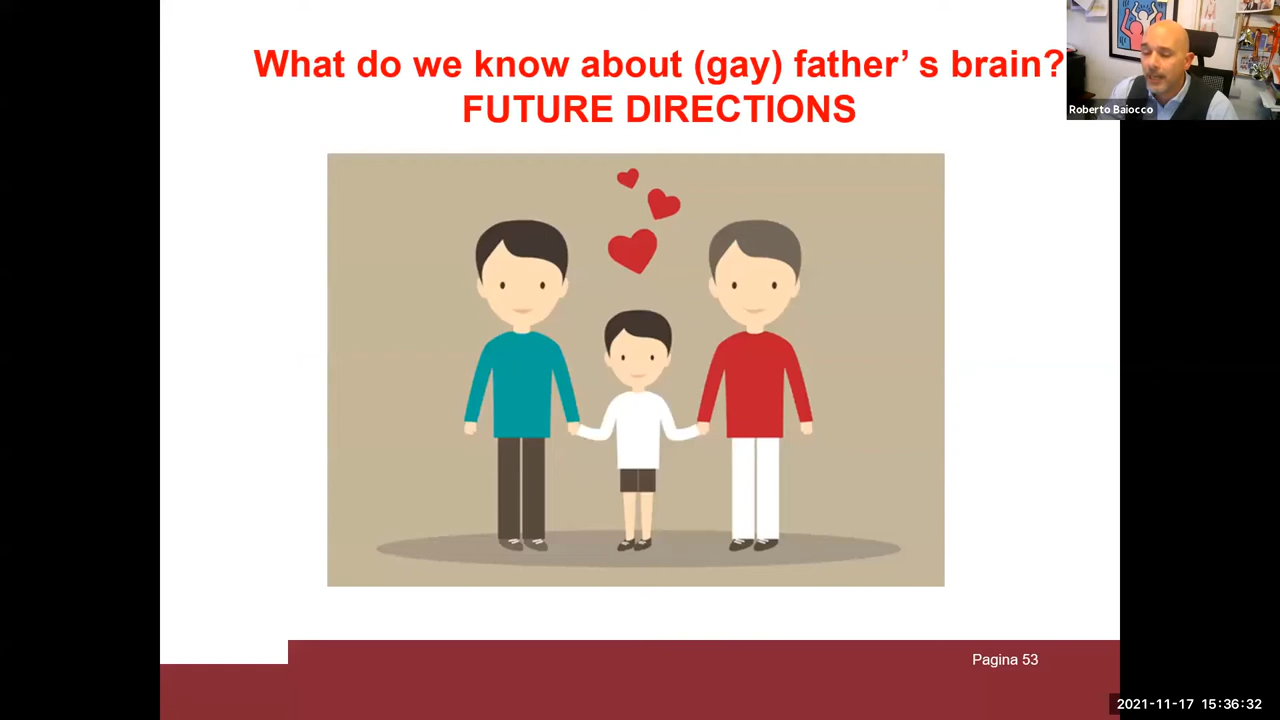 What do we know about (gay) father’ s brain?
FUTURE DIRECTIONS
Roberto Baiocco
Pagina 53
2021-11-17 15:36:32